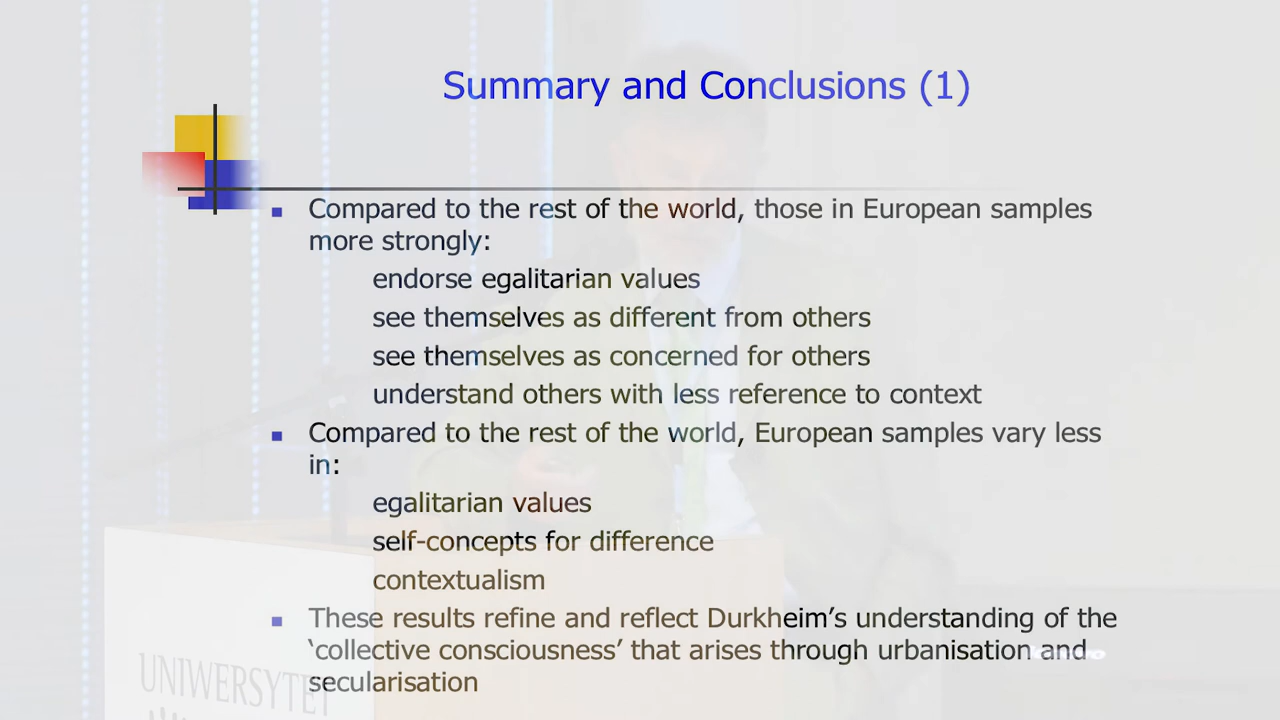 Summary and Conclusions (1)
Compared to the rest of the world, those in European samples
more strongly:
endorse egalitarian values
see themselves as different from others
see themselves as concerned for others
understand others with less reference to context
Compared to the rest of the world, European samples vary less
in:
egalitarian values
self-concepts for difference
contextualism
These results refine and reflect Durkheim’s understanding of the
‘collective consciousness’ that arises through urbanisation and
secularisation
UNIWERSYTET